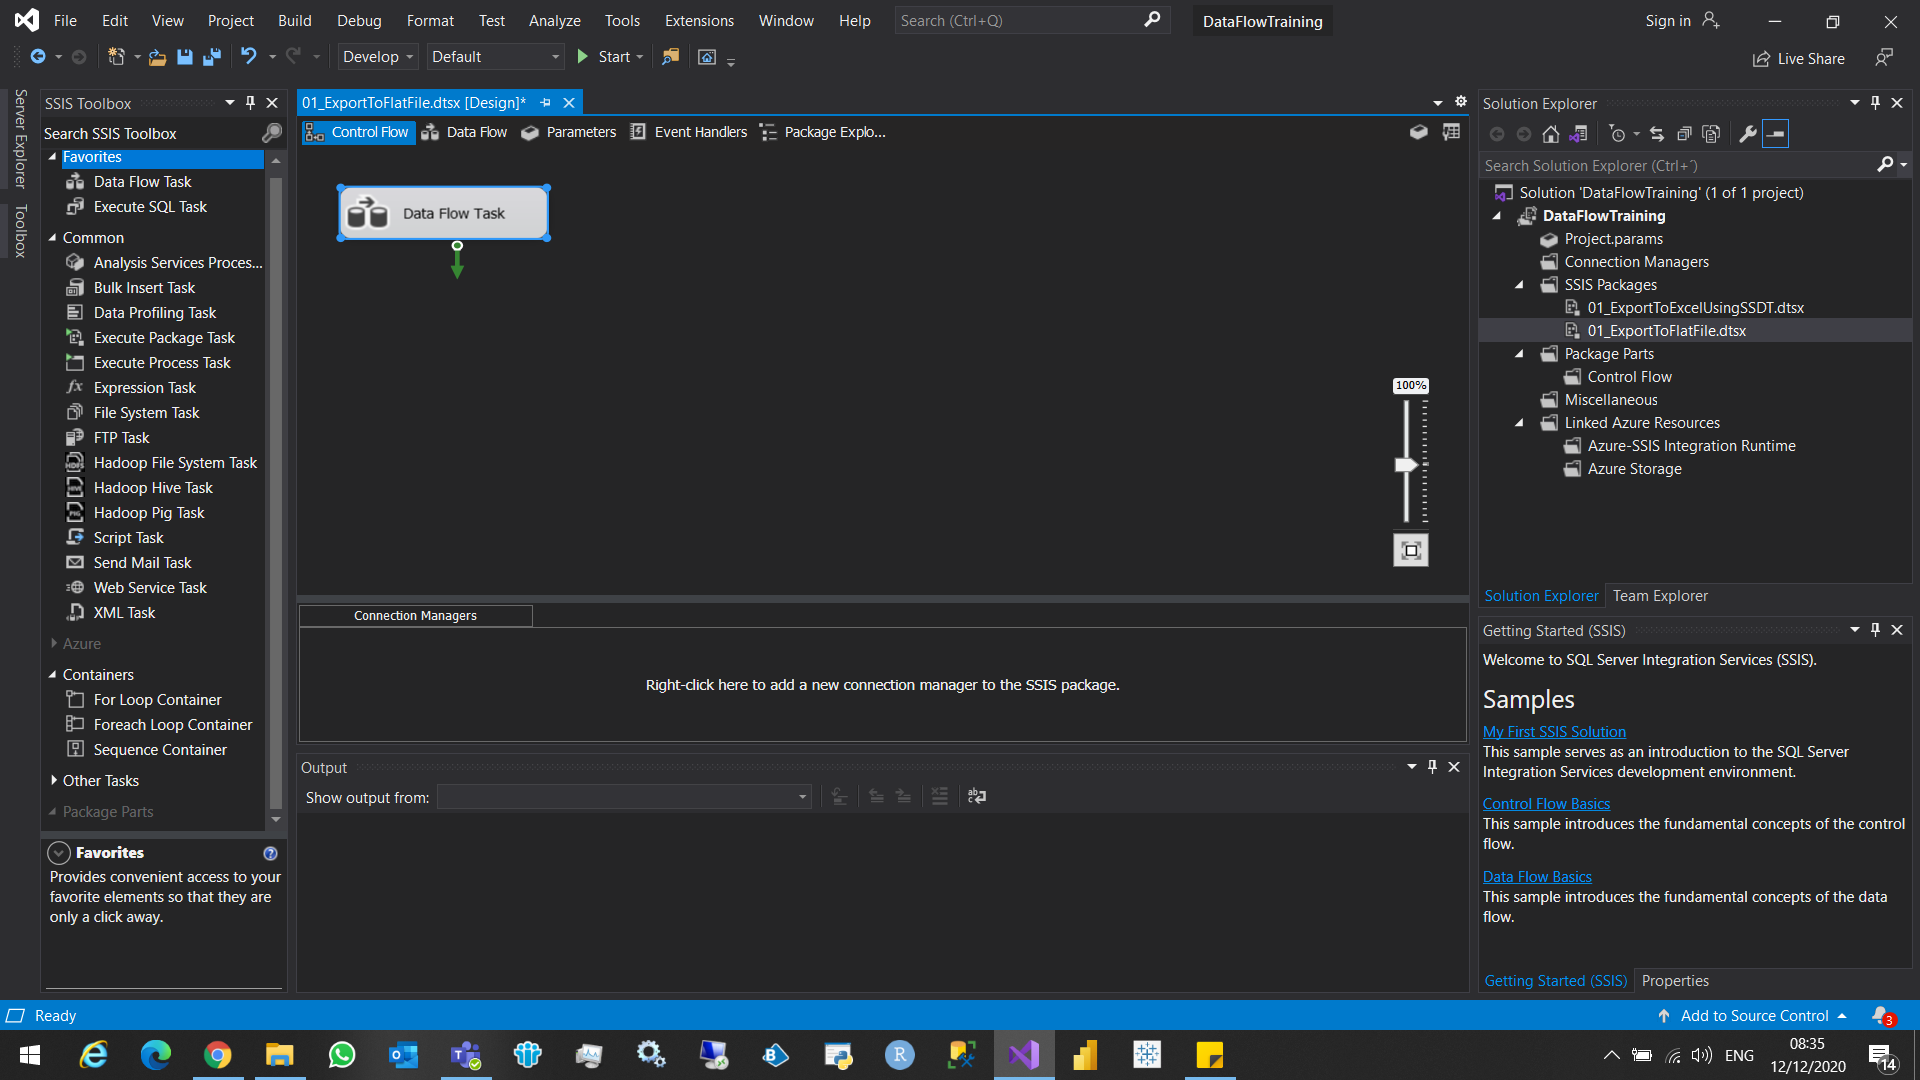 File Edit View Project Build Debug Format Test Analyze Tools Extensions Window Help Search (Ctrl+Q) DataFlowTraining Sign in
Develop Default Start Live Share
Server Explorer
Toolbox
SSIS Toolbox
Search SSIS Toolbox
Favorites
Data Flow Task
Execute SQL Task
Common
Analysis Services Proces...
Bulk Insert Task
Data Profiling Task
Execute Package Task
Execute Process Task
Expression Task
File System Task
FTP Task
Hadoop File System Task
Hadoop Hive Task
Hadoop Pig Task
Script Task
Send Mail Task
Web Service Task
XML Task
Azure
Containers
For Loop Container
Foreach Loop Container
Sequence Container
Other Tasks
Package Parts
Favorites
Provides convenient access to your
favorite elements so that they are
only a click away.
01_ExportToFlatFile.dtsx [Design]*
Control Flow Data Flow Parameters Event Handlers Package Explo...
Data Flow Task
100%
Connection Managers
Right-click here to add a new connection manager to the SSIS package.
Output
Show output from:
Solution Explorer
Search Solution Explorer (Ctrl+´)
Solution 'DataFlowTraining' (1 of 1 project)
DataFlowTraining
Project.params
Connection Managers
SSIS Packages
01_ExportToExcelUsingSSDT.dtsx
01_ExportToFlatFile.dtsx
Package Parts
Control Flow
Miscellaneous
Linked Azure Resources
Azure-SSIS Integration Runtime
Azure Storage
Solution Explorer Team Explorer
Getting Started (SSIS)
Welcome to SQL Server Integration Services (SSIS).
Samples
My First SSIS Solution
This sample serves as an introduction to the SQL Server
Integration Services development environment.
Control Flow Basics
This sample introduces the fundamental concepts of the control
flow.
Data Flow Basics
This sample introduces the fundamental concepts of the data
flow.
Getting Started (SSIS) Properties
Ready Add to Source Control 3
ENG 08:35
12/12/2020 14